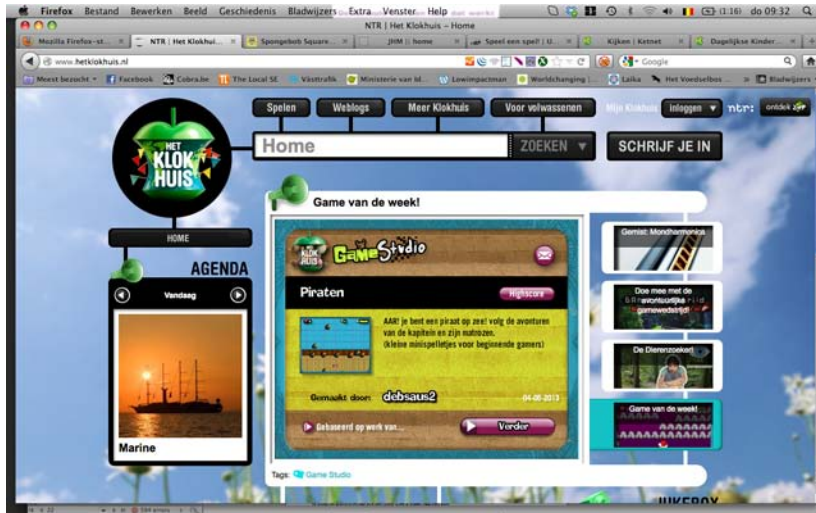 Firefox Bestand Bewerken Beeld Geschiedenis Bladwijzers Extra Venster Help
(1:16) do 09:32
NTR | Het Klokhuis – Home
Mozilla Firefox-st...
NTR | Het Klokhui...
Spongebob Square...
JHM :: home
Speel een spel! | U...
Kijken | Ketnet
Dagelijkse Kinder...
www.hetklokhuis.nl
Google
Meest bezocht
Facebook
Cobra.be
The Local SE
Västtrafik
Ministerie van bl...
Lowimpactman
Worldchanging |...
Laika
Het Voedselbos ...
Bladwijzers
Spelen
Weblogs
Meer Klokhuis
Voor volwassenen
Mijn Klokhuis
inloggen
ntr:
ontdek
HET
KLOK
HUIS
Home
ZOEKEN
SCHRIJF JE IN
HOME
AGENDA
Vandaag
Marine
Game van de week!
GameStudio
Piraten
Highscore
AAR! je bent een piraat op zee! volg de avonturen
van de kapitein en zijn matrozen.
(kleine minispelletjes voor beginnende gamers)
Gemaakt door:
debsaus2
04-06-2013
Gebaseerd op werk van...
Verder
Tags:
Game Studio
Gemist: Mondharmonica
Doe mee met de
avontuurlijke
gamewedstrijd!
De Dierenzoeker!
Game van de week!
JUKEBOX